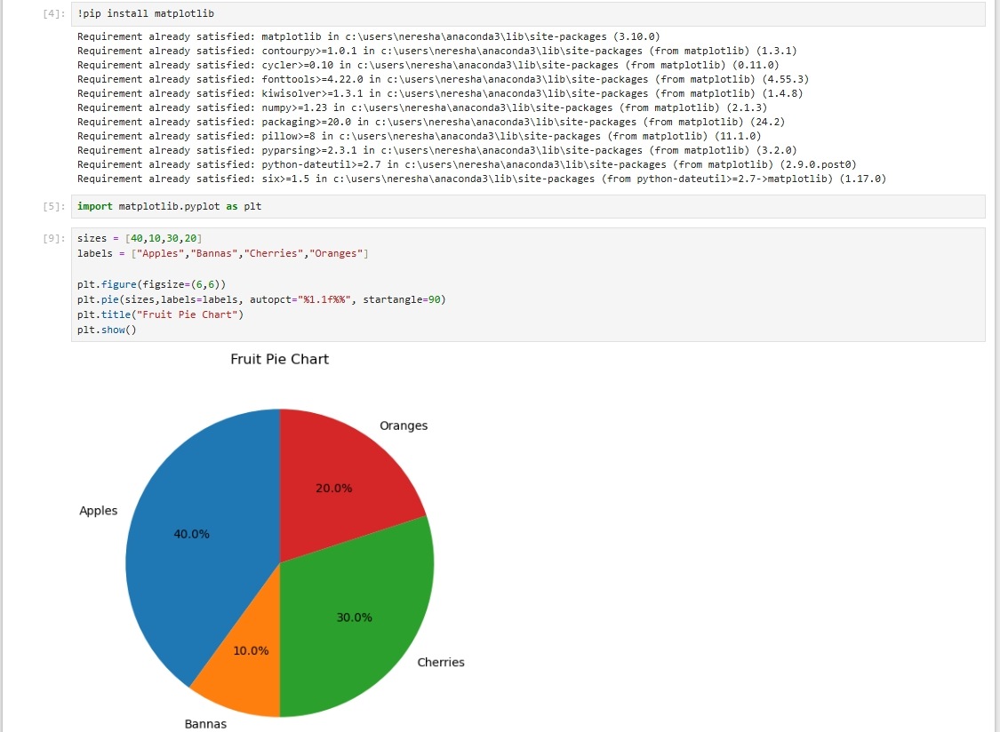 [4]: !pip install matplotlib
Requirement already satisfied: matplotlib in c:\users\neresha\anaconda3\lib\site-packages (3.10.0)
Requirement already satisfied: contourpy>=1.0.1 in c:\users\neresha\anaconda3\lib\site-packages (from matplotlib) (1.3.1)
Requirement already satisfied: cycler>=0.10 in c:\users\neresha\anaconda3\lib\site-packages (from matplotlib) (0.11.0)
Requirement already satisfied: fonttools>=4.22.0 in c:\users\neresha\anaconda3\lib\site-packages (from matplotlib) (4.55.3)
Requirement already satisfied: kiwisolver>=1.3.1 in c:\users\neresha\anaconda3\lib\site-packages (from matplotlib) (1.4.8)
Requirement already satisfied: numpy>=1.23 in c:\users\neresha\anaconda3\lib\site-packages (from matplotlib) (2.1.3)
Requirement already satisfied: packaging>=20.0 in c:\users\neresha\anaconda3\lib\site-packages (from matplotlib) (24.2)
Requirement already satisfied: pillow>=8 in c:\users\neresha\anaconda3\lib\site-packages (from matplotlib) (11.1.0)
Requirement already satisfied: pyparsing>=2.3.1 in c:\users\neresha\anaconda3\lib\site-packages (from matplotlib) (3.2.0)
Requirement already satisfied: python-dateutil>=2.7 in c:\users\neresha\anaconda3\lib\site-packages (from matplotlib) (2.9.0.post0)
Requirement already satisfied: six>=1.5 in c:\users\neresha\anaconda3\lib\site-packages (from python-dateutil>=2.7->matplotlib) (1.17.0)
[5]: import matplotlib.pyplot as plt
[9]: sizes = [40,10,30,20]
labels = ["Apples","Bannas","Cherries","Oranges"]
plt.figure(figsize=(6,6))
plt.pie(sizes,labels=labels, autopct="%1.1f%%", startangle=90)
plt.title("Fruit Pie Chart")
plt.show()
Fruit Pie Chart
Oranges
20.0%
Apples
40.0%
30.0%
10.0%
Cherries
Bannas